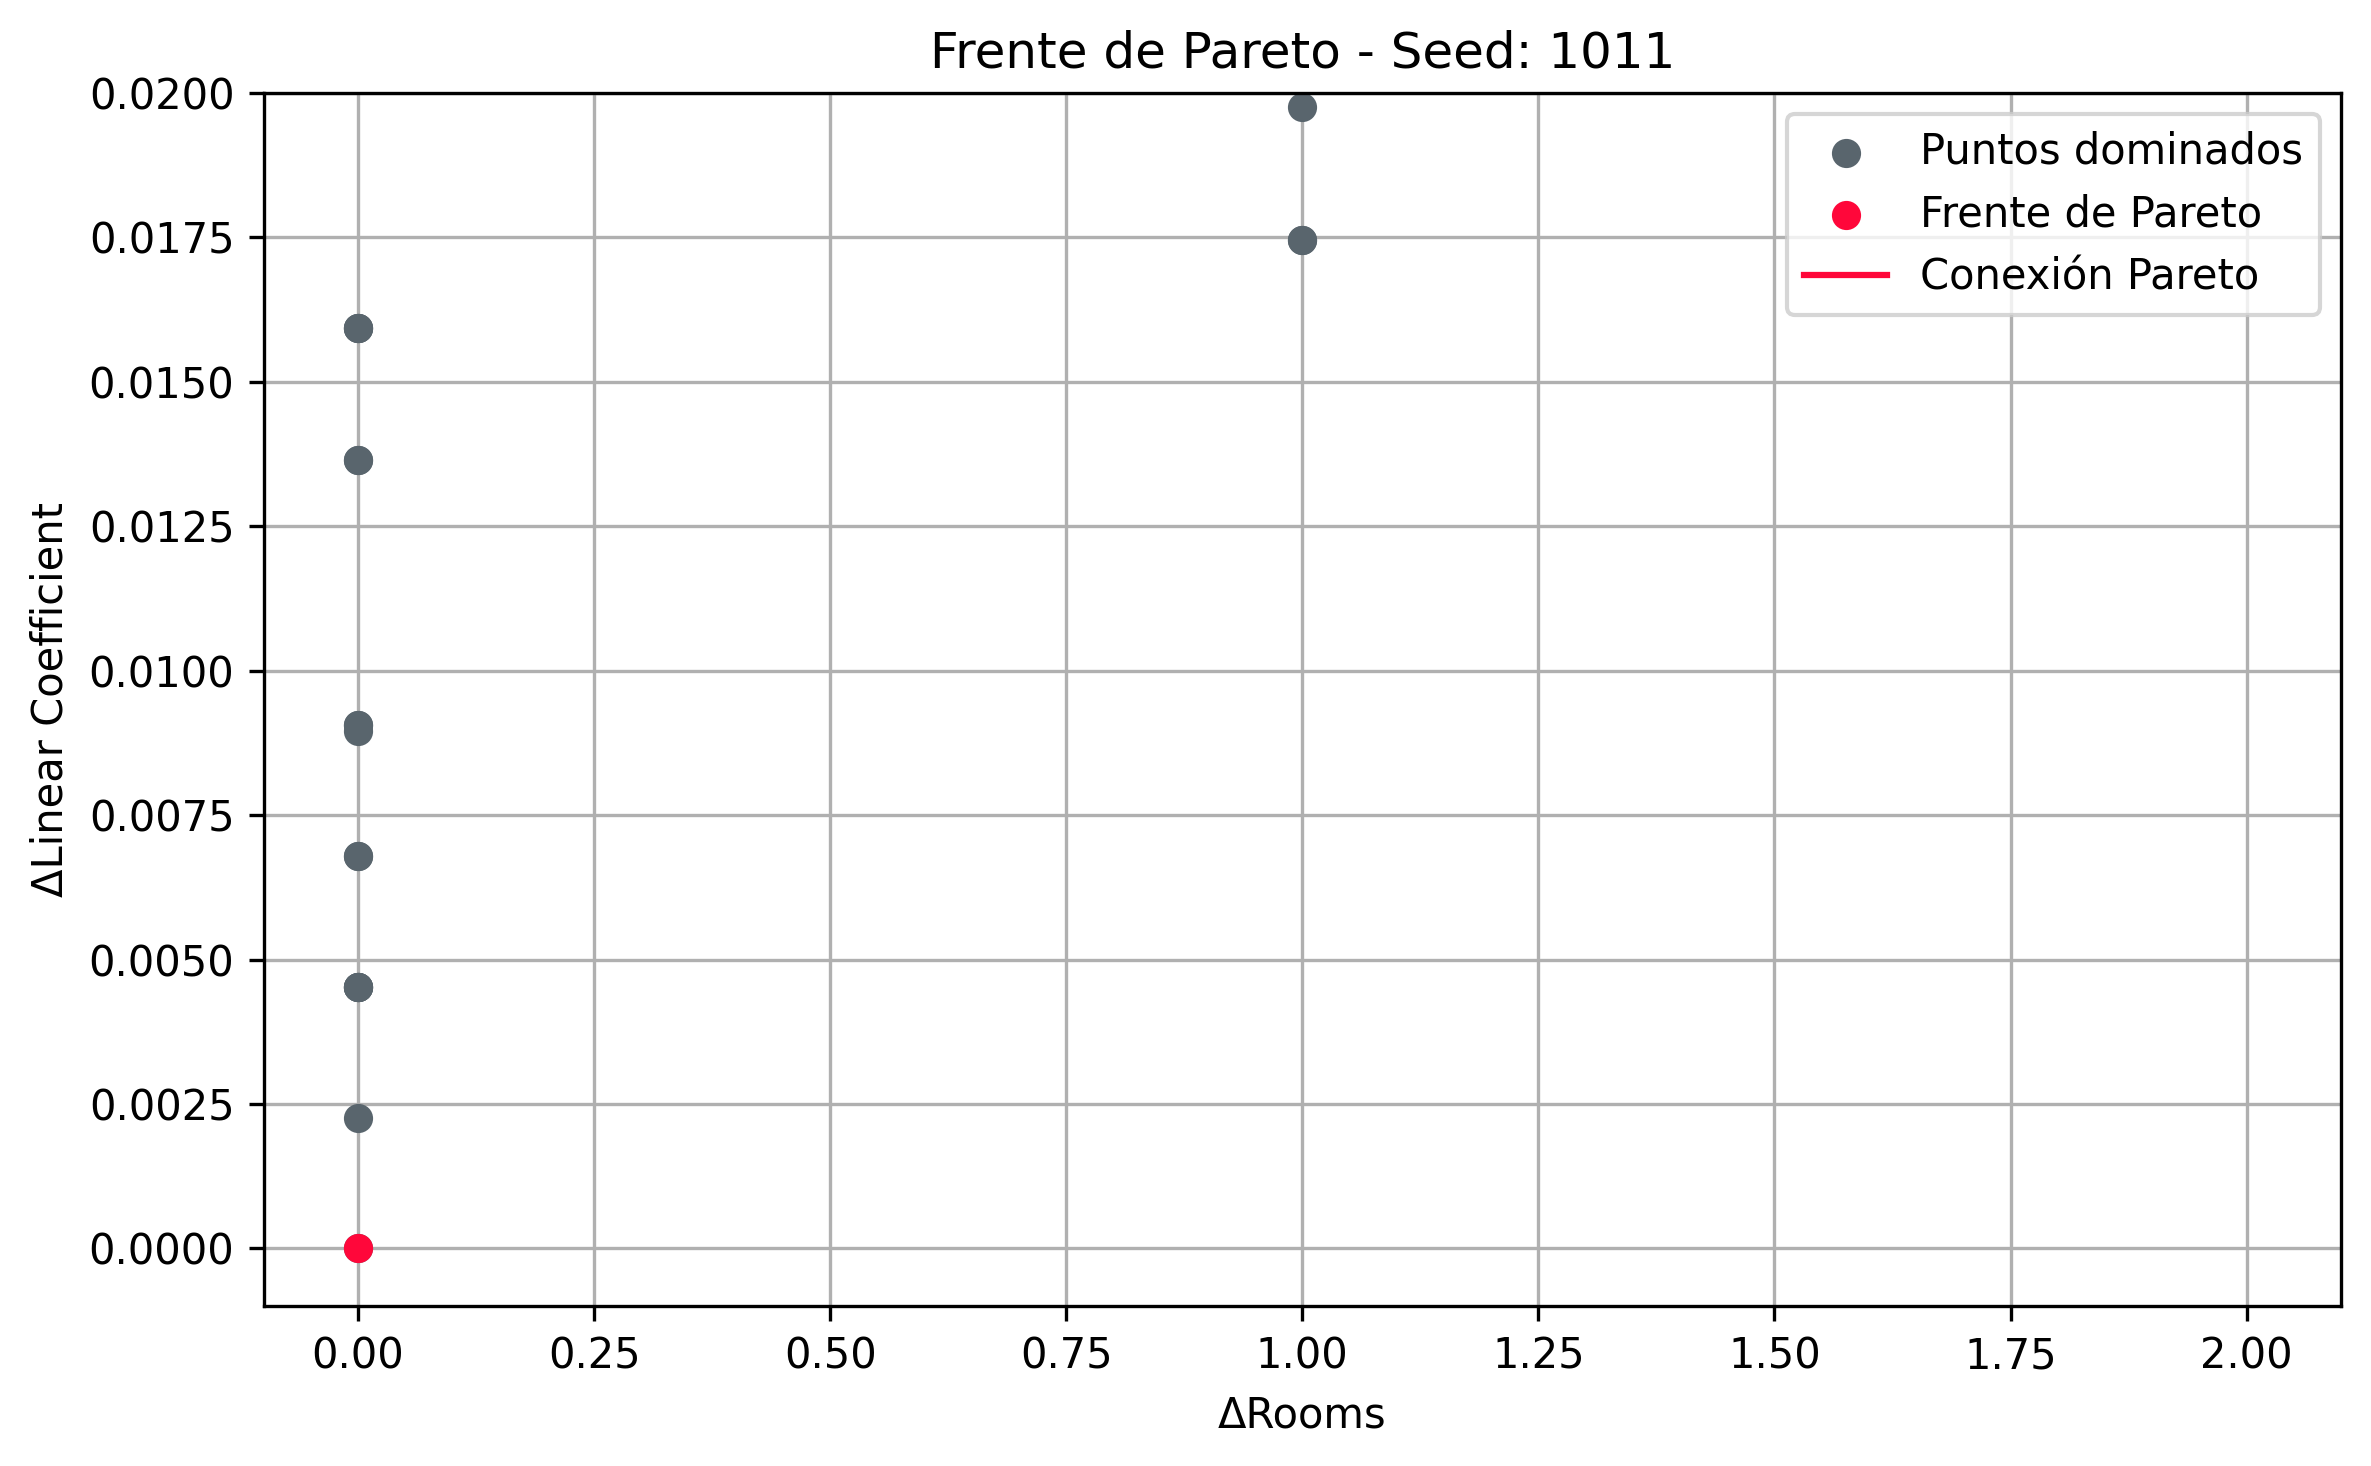 Frente de Pareto - Seed: 1011
Puntos dominados
Frente de Pareto
Conexión Pareto
ΔLinear Coefficient
0.0200
0.0175
0.0150
0.0125
0.0100
0.0075
0.0050
0.0025
0.0000
0.00 0.25 0.50 0.75 1.00 1.25 1.50 1.75 2.00
ΔRooms